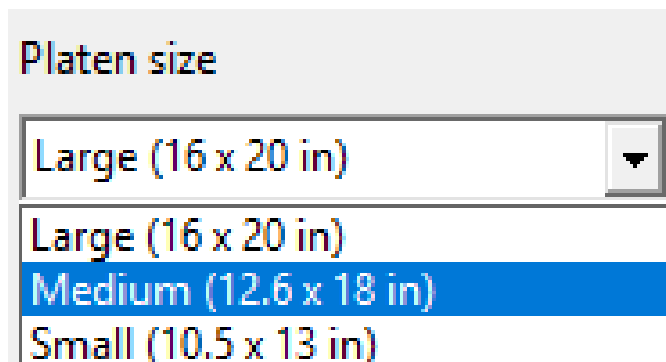 Platen size
Large (16 x 20 in)
Large (16 x 20 in)
Medium (12.6 x 18 in)
Small (10.5 x 13 in)